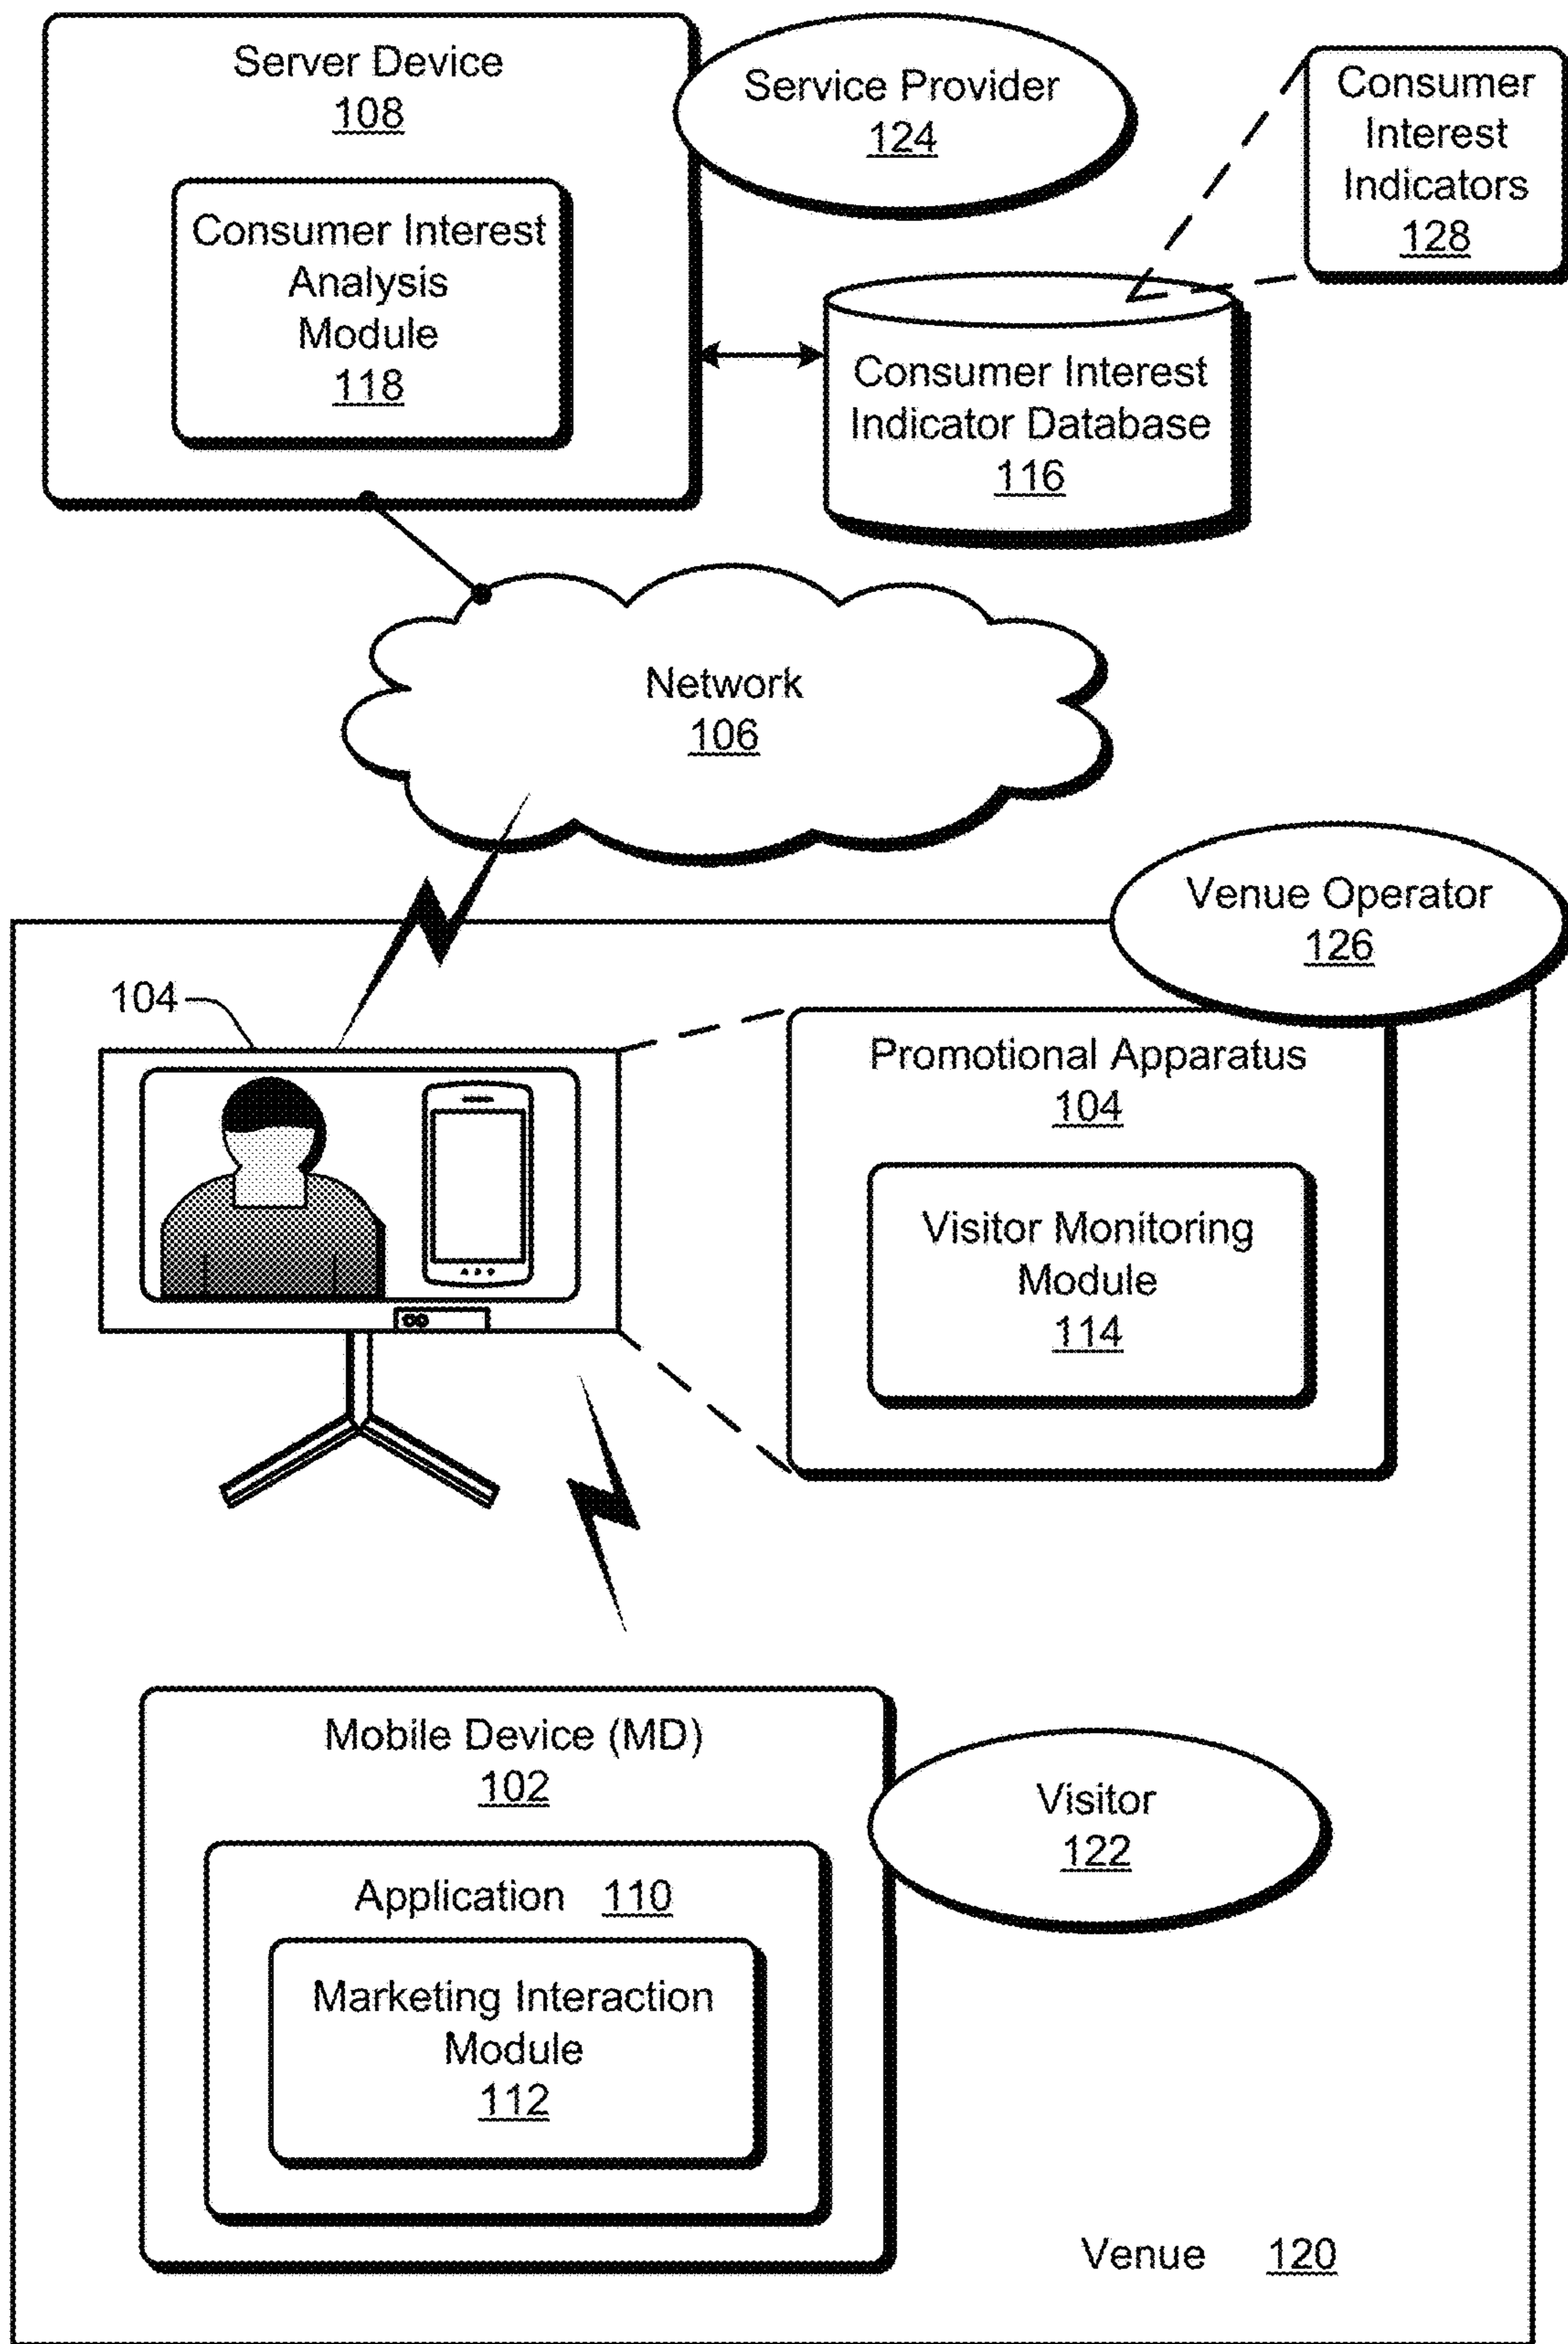 Server Device
108
Consumer Interest
Analysis
Module
118
Service Provider
124
Consumer
Interest
Indicators
128
Consumer Interest
Indicator Database
116
Network
106
Venue Operator
126
104
Promotional Apparatus
104
Visitor Monitoring
Module
114
Mobile Device (MD)
102
Application 110
Marketing Interaction
Module
112
Visitor
122
Venue 120